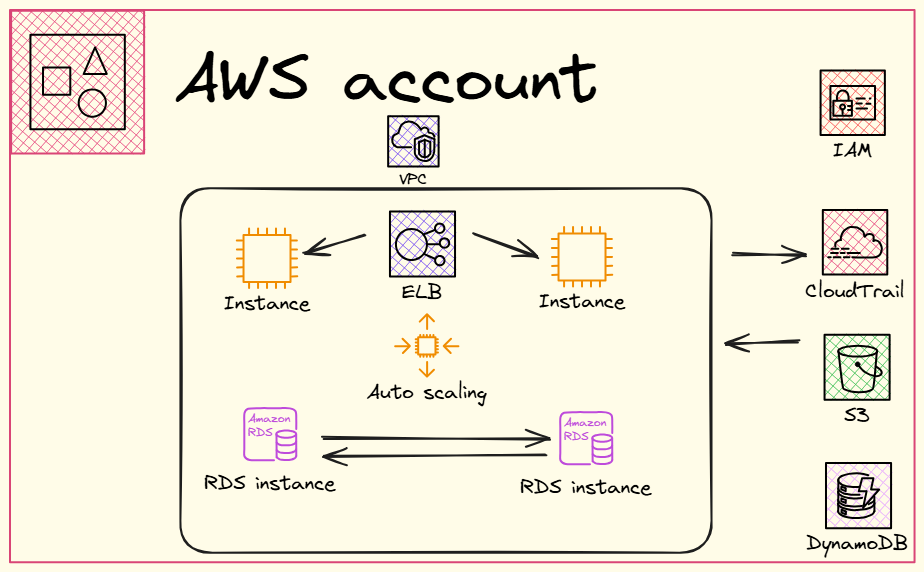 AWS account
IAM
VPC
Instance
ELB
Instance
CloudTrail
Auto scaling
S3
Amazon
RDS
RDS instance
Amazon
RDS
RDS instance
DynamoDB